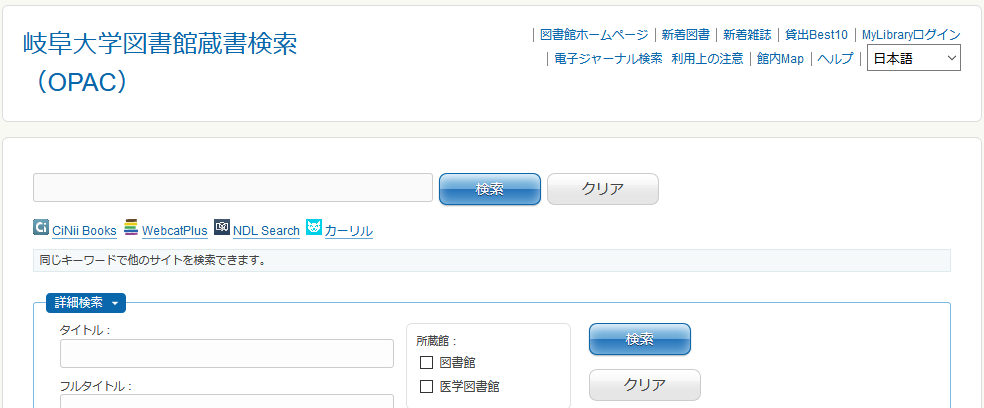 岐阜大学図書館蔵書検索
（OPAC）
| 図書館ホームページ | 新着図書 | 新着雑誌 | 貸出Best10 | MyLibraryログイン
| 電子ジャーナル検索 利用上の注意 | 館内Map | ヘルプ | 日本語
検索 クリア
CiNii Books WebcatPlus NDL Search カーリル
同じキーワードで他のサイトを検索できます。
詳細検索
タイトル :
所蔵館 :
図書館
医学図書館
検索
クリア
フルタイトル :